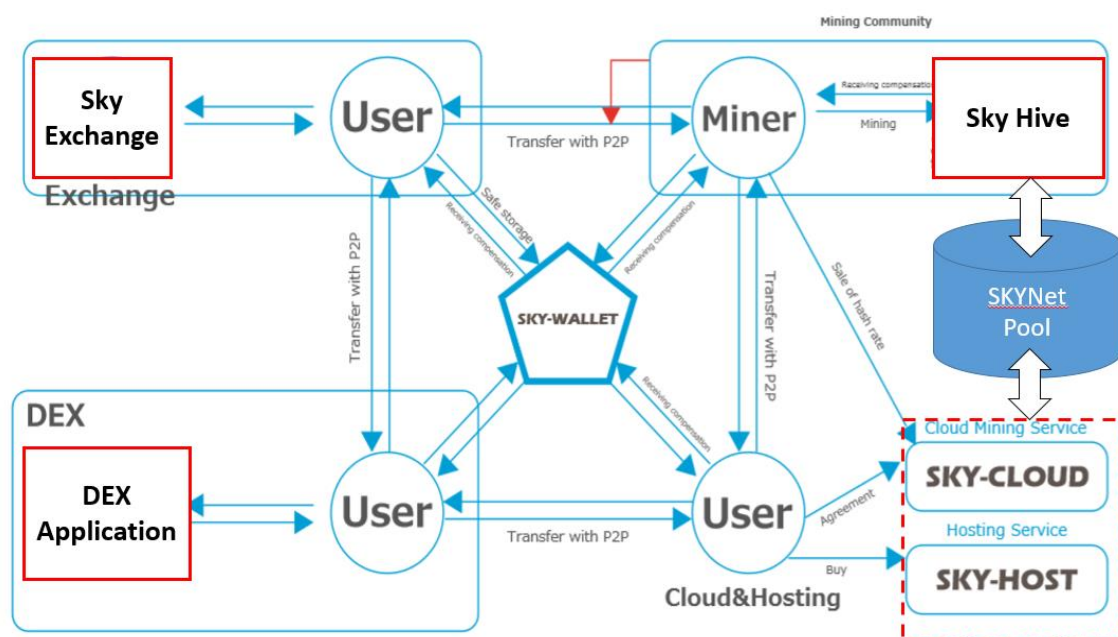 Mining Community
Sky
Exchange
User
Miner
Receiving compensation
Mining
Sky Hive
Transfer with P2P
Exchange
Safe storage
Receiving compensation
Receiving compensation
Transfer with P2P
SKY-WALLET
Transfer with P2P
Sale of hash rate
SKYNet
Pool
DEX
Receiving compensation
Cloud Mining Service
SKY-CLOUD
DEX
Application
User
User
Agreement
Transfer with P2P
Hosting Service
Buy
SKY-HOST
Cloud&Hosting